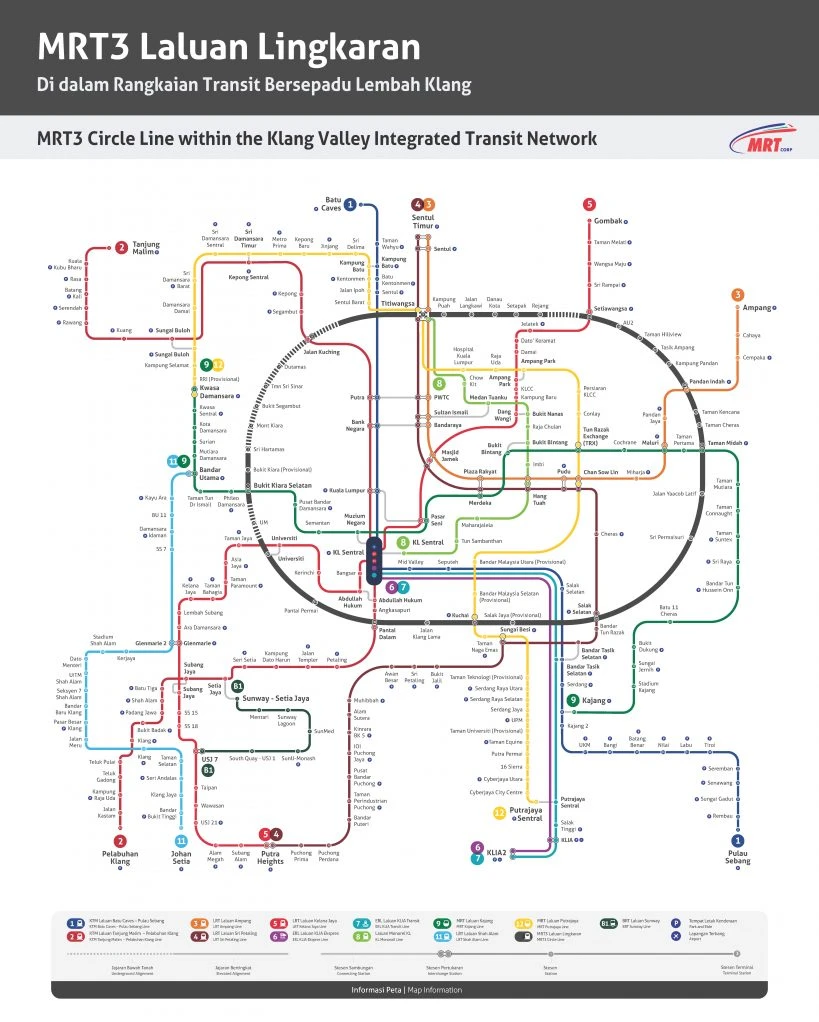 MRT3 Laluan Lingkaran
Di dalam Rangkaian Transit Bersepadu Lembah Klang
MRT3 Circle Line within the Klang Valley Integrated Transit Network
MRT
CORP
Batu
Caves
1
4
3
Sentul
Timur
5
Gombak
Taman Melati
Wangsa Maju
Sri Rampai
Setiawangsa
2
Tanjung
Malim
Kuala
Kubu Bharu
Rasa
Batang
Kali
Serendah
Rawang
Kuang
Sungai Buloh
Sungai Buloh
Kampung Selamat
Sri
Damansara
Sentral
Sri
Damansara
Timur
Metro
Prima
Kepong
Baru
Jinjang
Sri
Delima
Kampung
Batu
Kentonmen
Jalan Ipoh
Sentul Barat
Taman
Wahyu
Kampung
Batu
Batu
Kentonmen
Sentul
Sentul
Titiwangsa
Kampung
Puah
Jalan
Langkawi
Danau
Kota
Setapak
Rejang
AU2
Taman Hillview
Tasik Ampang
Kampung Pandan
Pandan Indah
3
Ampang
Cahaya
Cempaka
Sri
Damansara
Barat
Damansara
Damai
Kepong Sentral
Kepong
Segambut
Jalan Kuching
Dutamas
Tmn Sri Sinar
Bukit Segambut
Mont Kiara
Sri Hartamas
Bukit Kiara (Provisional)
Bukit Kiara Selatan
UM
Universiti
Universiti
Pantai Permai
9
12
RRI (Provisional)
Kwasa
Damansara
Kwasa
Sentral
Kota
Damansara
Surian
Mutiara
Damansara
11
9
Bandar
Utama
Taman Tun
Dr Ismail
Phileo
Damansara
Pusat Bandar
Damansara
Semantan
Muzium
Negara
Kayu Ara
BU 11
Damansara
Idaman
SS 7
Putra
Bank
Negara
Kuala Lumpur
KL Sentral
8
PWTC
Sultan Ismail
Bandaraya
Masjid
Jamek
Plaza Rakyat
Merdeka
Pasar
Seni
Hang
Tuah
Pudu
Chan Sow Lin
Miharja
Hospital
Kuala
Lumpur
Raja
Uda
Chow
Kit
Medan Tuanku
Dang
Wangi
Jelatek
Dato' Keramat
Damai
Ampang Park
Ampang
Park
KLCC
Kampung Baru
Bukit Nanas
Raja Chulan
Bukit
Bintang
Bukit Bintang
Imbi
Persiaran
KLCC
Conlay
Tun Razak
Exchange
(TRX)
Cochrane
Maluri
Taman
Pertama
Taman Midah
Pandan
Jaya
Taman Kencana
Taman Cheras
Taman
Mutiara
Taman
Connaught
Taman
Suntex
Sri Raya
Bandar Tun
Hussein Onn
Batu 11
Cheras
Bukit
Dukung
Sungai
Jernih
Stadium
Kajang
9
Kajang
Jalan Yaacob Latif
Sri Permaisuri
Cheras
8
KL Sentral
Maharajalela
Tun Sambanthan
Mid Valley
Seputeh
6
7
Bangsar
Abdullah
Hukum
Abdullah Hukum
Angkasapuri
Pantai
Dalam
Jalan
Klang Lama
Kuchai
Bandar Malaysia Utara (Provisional)
Bandar Malaysia Selatan
(Provisional)
Salak Jaya (Provisional)
Sungai Besi
Taman
Naga Emas
Salak
Selatan
Salak
Selatan
Bandar
Tun Razak
Bandar Tasik
Selatan
Bandar Tasik
Selatan
Serdang
Kajang 2
Taman Jaya
Asia
Jaya
Taman
Paramount
Kerinchi
Kelana
Jaya
Taman
Bahagia
Lembah Subang
Ara Damansara
Glenmarie 2
Glenmarie
Stadium
Shah Alam
Kerjaya
Dato
Menteri
UITM
Shah Alam
Seksyen 7
Shah Alam
Bandar
Baru Klang
Pasar Besar
Klang
Jalan
Meru
Subang
Jaya
Subang
Jaya
Setia
Jaya
Seri Setia
Kampung
Dato Harun
Jalan
Templer
Petaling
Batu Tiga
Shah Alam
Padang Jawa
Bukit Badak
Klang
Klang
Teluk Pulai
Teluk
Gadong
Kampung
Raja Uda
Jalan
Kastam
2
Pelabuhan
Klang
Taman
Selatan
Seri Andalas
Klang Jaya
Bandar
Bukit Tinggi
11
Johan
Setia
B1
Sunway - Setia Jaya
Mentari
Sunway
Lagoon
SunMed
SunU-Monash
South Quay - USJ 1
SS 15
SS 18
USJ 7
B1
Taipan
Wawasan
USJ 21
Alam
Megah
Subang
Alam
5
4
Putra
Heights
Puchong
Prima
Puchong
Perdana
Bandar
Puteri
Taman
Perindustrian
Puchong
Pusat
Bandar
Puchong
IOI
Puchong
Jaya
Kinrara
BK 5
Alam
Sutera
Muhibbah
Awan
Besar
Sri
Petaling
Bukit
Jalil
Taman Teknologi (Provisional)
Serdang Raya Utara
Serdang Raya Selatan
Serdang Jaya
UPM
Taman Universiti (Provisional)
Taman Equine
Putra Permai
16 Sierra
Cyberjaya Utara
Cyberjaya City Centre
12
Putrajaya
Sentral
Putrajaya
Sentral
Salak
Tinggi
6
7
KLIA2
KLIA
UKM
Bangi
Batang
Benar
Nilai
Labu
Tiroi
Seremban
Senawang
Sungai Gadut
Rembau
1
Pulau
Sebang
1
KTM Laluan Batu Caves - Pulau Sebang
KTM Batu Caves - Pulau Sebang Line
2
KTM Laluan Tanjung Malim - Pelabuhan Klang
KTM Tanjung Malim - Pelabuhan Klang Line
3
LRT Laluan Ampang
LRT Ampang Line
4
LRT Laluan Sri Petaling
LRT Sri Petaling Line
5
LRT Laluan Kelana Jaya
LRT Kelana Jaya Line
6
ERL Laluan KLIA Ekspres
ERL KLIA Ekspres Line
7
ERL Laluan KLIA Transit
ERL KLIA Transit Line
8
Laluan Monorel KL
KL Monorail Line
9
MRT Laluan Kajang
MRT Kajang Line
11
LRT Laluan Shah Alam
LRT Shah Alam Line
12
MRT Laluan Putrajaya
MRT Putrajaya Line
MRT3 Laluan Lingkaran
MRT3 Circle Line
B1
BRT Laluan Sunway
BRT Sunway Line
P
Tempat Letak Kenderaan
Park Ride
Lapangan Terbang
Airport
Jajaran Bawah Tanah
Underground Alignment
Jajaran Bertingkat
Elevated Alignment
Stesen Sambungan
Connecting Station
Stesen Pertukaran
Interchange Station
Stesen
Station
Stesen Terminal
Terminal Station
Informasi Peta | Map Information